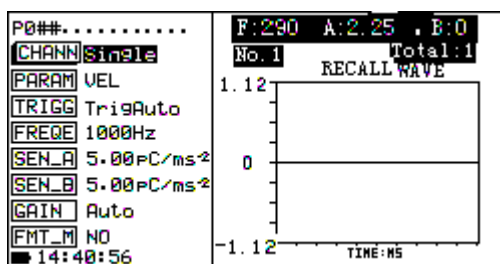 P0##...........
CHANN Single
PARAM VEL
TRIGG TrigAuto
FREQE 1000Hz
SEN_A 5.00pC/ms-2
SEN_B 5.00pC/ms-2
GAIN Auto
FMT_M NO
14:40:56
F:290 A:2.25 . B:0
No.1 Total:1
RECALL WAVE
1.12
0
-1.12
TIME:MS